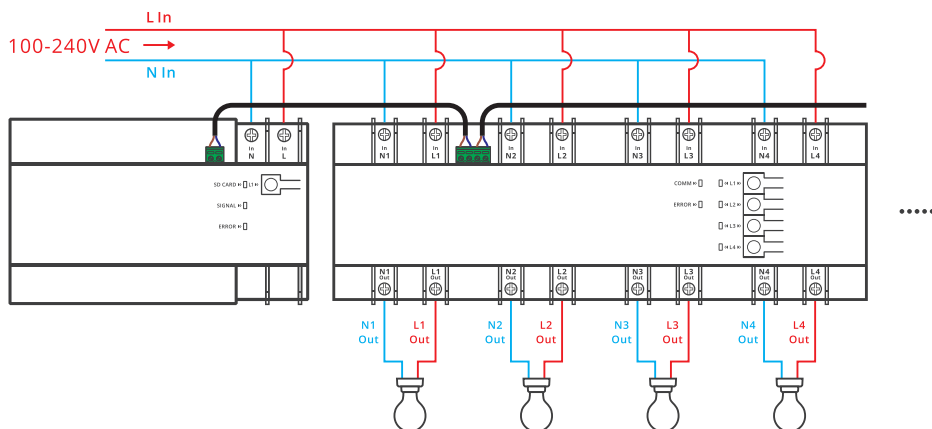 L In
100-240V AC
N In
In N
In L
In N1
In L1
In N2
In L2
In N3
In L3
In N4
In L4
SD CARD
L1
SIGNAL
ERROR
COMM
L1
ERROR
L2
L3
L4
N1 Out
L1 Out
N2 Out
L2 Out
N3 Out
L3 Out
N4 Out
L4 Out
N1 Out
L1 Out
N2 Out
L2 Out
N3 Out
L3 Out
N4 Out
L4 Out